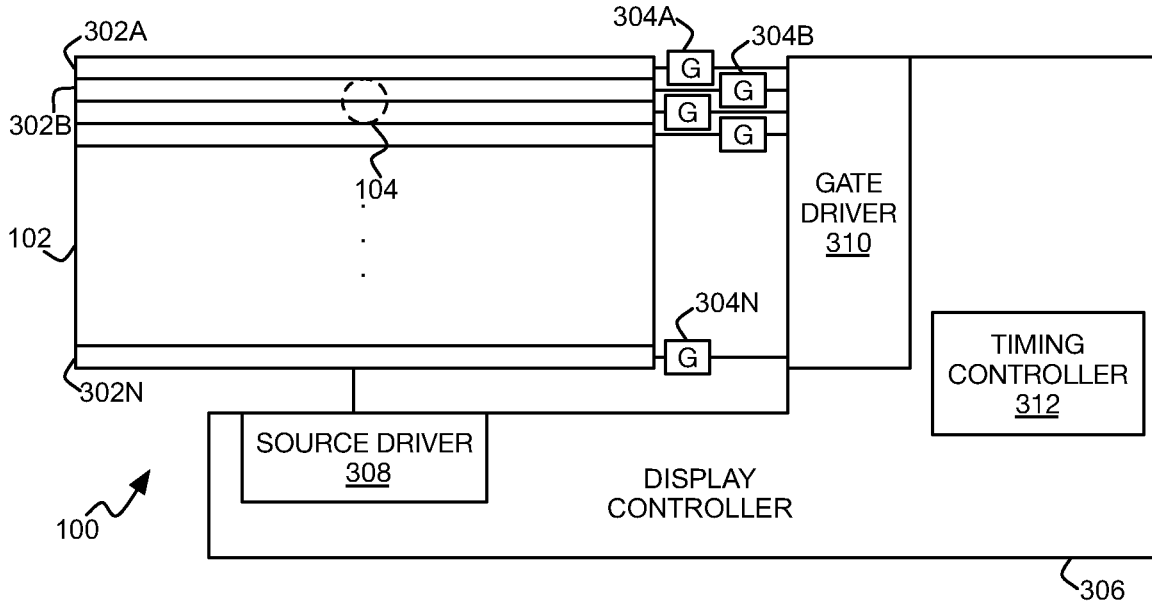 302A
304A
304B
G
G
302B
G
G
104
GATE
DRIVER
310
102
304N
G
TIMING
CONTROLLER
312
302N
SOURCE DRIVER
308
DISPLAY
CONTROLLER
100
306